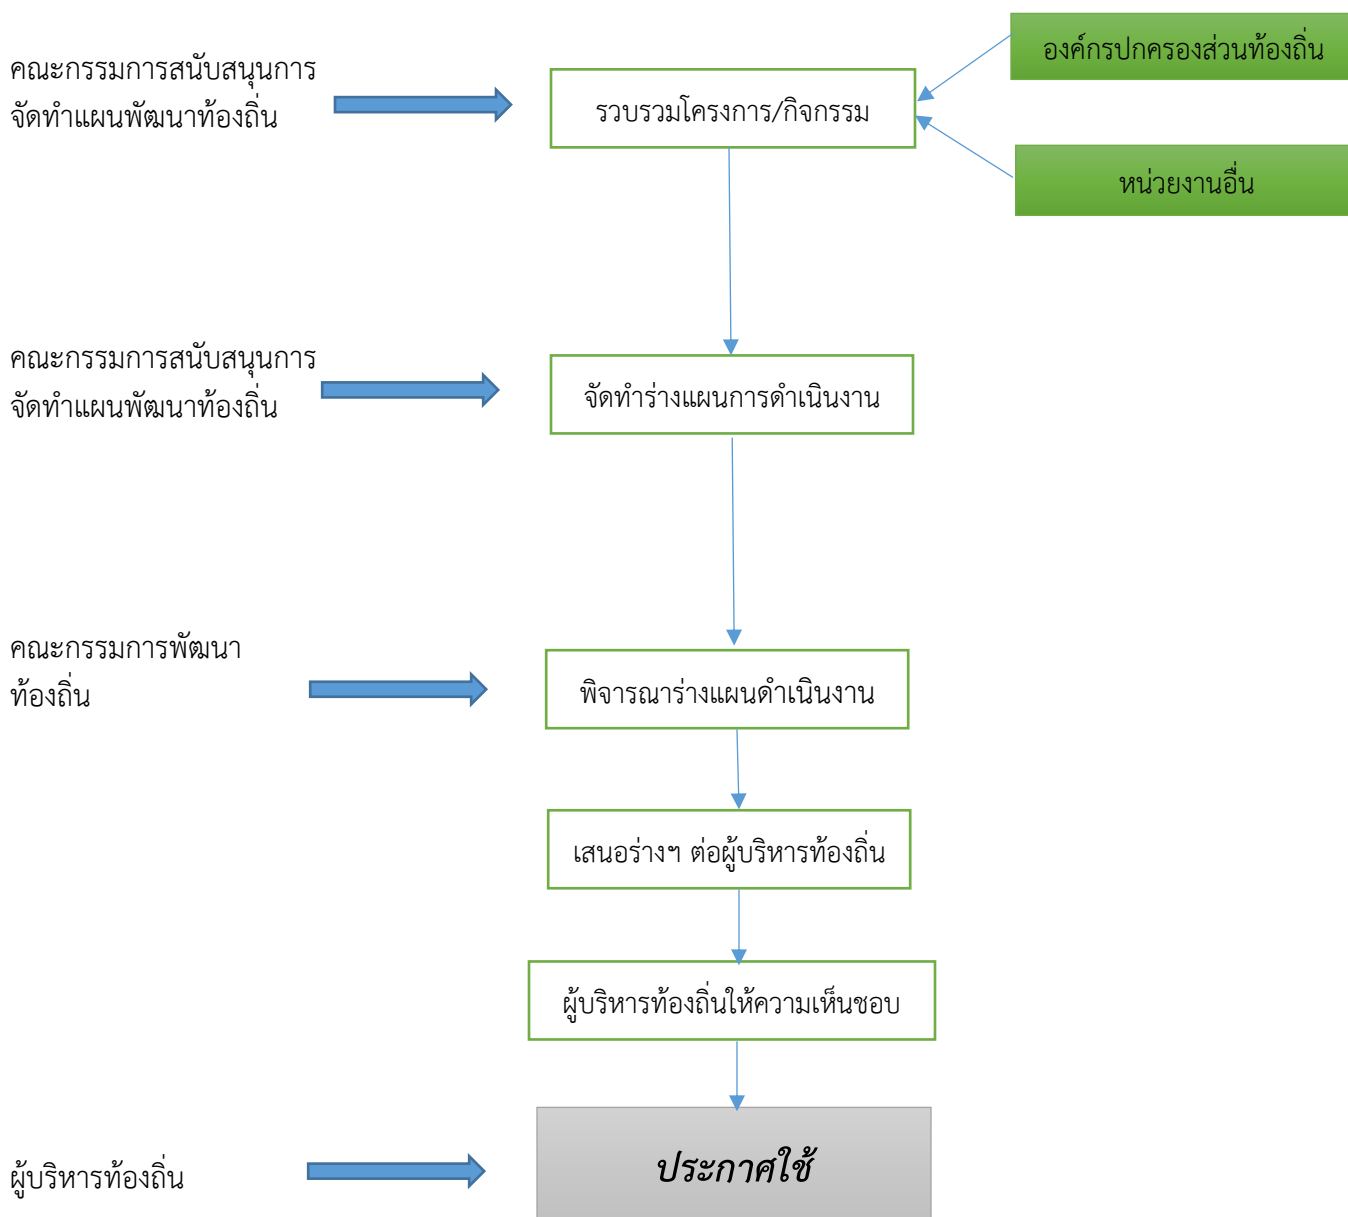 องค์กรปกครองส่วนท้องถิ่น
คณะกรรมการสนับสนุนการ
จัดทำแผนพัฒนาท้องถิ่น
รวบรวมโครงการ/กิจกรรม
หน่วยงานอื่น
คณะกรรมการสนับสนุนการ
จัดทำแผนพัฒนาท้องถิ่น
จัดทำร่างแผนการดำเนินงาน
คณะกรรมการพัฒนา
ท้องถิ่น
พิจารณาร่างแผนดำเนินงาน
เสนอร่างฯ ต่อผู้บริหารท้องถิ่น
ผู้บริหารท้องถิ่นให้ความเห็นชอบ
ผู้บริหารท้องถิ่น
ประกาศใช้